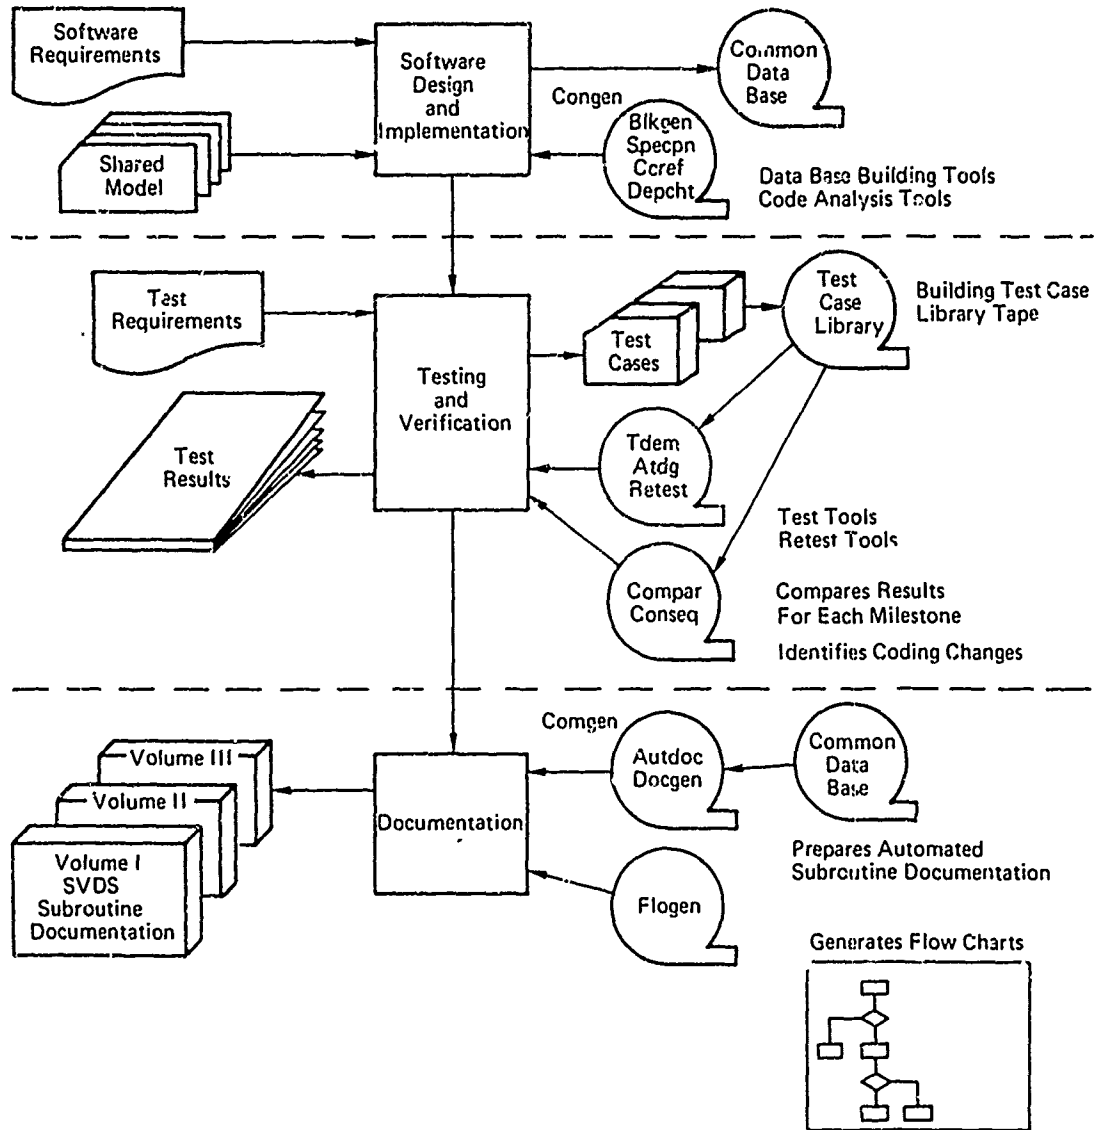 Software
Requirements
Software
Design
and
Implementation
Common
Data
Base
Shared
Model
Congen
Blkgen
Specpn
Ccref
Depcht
Data Base Building Tools
Code Analysis Tools
Test
Requirements
Testing
and
Verification
Test
Cases
Test
Case
Library
Building Test Case
Library Tape
Test
Results
Tdem
Atdg
Retest
Test Tools
Retest Tools
Compar
Conseq
Compares Results
For Each Milestone
Identifies Coding Changes
Volume III
Volume II
Volume I
SVDS
Subroutine
Documentation
Documentation
Comgen
Autdoc
Docgen
Common
Data
Base
Prepares Automated
Subroutine Documentation
Flogen
Generates Flow Charts